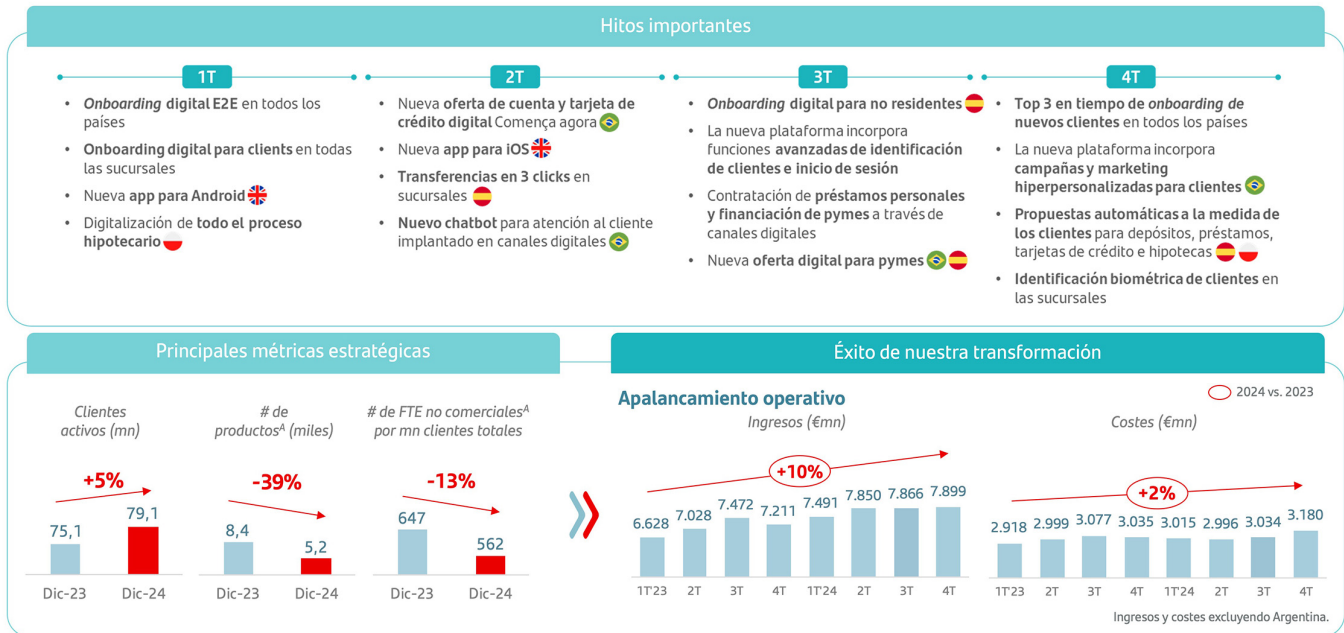 Hitos importantes
1T
• Onboarding digital E2E en todos los
países
• Onboarding digital para clients en todas
las sucursales
• Nueva app para Android
• Digitalización de todo el proceso
hipotecario
2T
• Nueva oferta de cuenta y tarjeta de
crédito digital Comença agora
• Nueva app para iOS
• Transferencias en 3 clicks en
sucursales
• Nuevo chatbot para atención al cliente
implantado en canales digitales
3T
• Onboarding digital para no residentes
• La nueva plataforma incorpora
funciones avanzadas de identificación
de clientes e inicio de sesión
• Contratación de préstamos personales
y financiación de pymes a través de
canales digitales
• Nueva oferta digital para pymes
4T
• Top 3 en tiempo de onboarding de
nuevos clientes en todos los países
• La nueva plataforma incorpora
campañas y marketing
hiperpersonalizadas para clientes
• Propuestas automáticas a la medida de
los clientes para depósitos, préstamos,
tarjetas de crédito e hipotecas
• Identificación biométrica de clientes en
las sucursales
Principales métricas estratégicas
Clientes
activos (mn)
+5%
75,1 79,1
Dic-23 Dic-24
# de
productosA (miles)
-39%
8,4 5,2
Dic-23 Dic-24
# de FTE no comercialesA
por mn clientes totales
-13%
647 562
Dic-23 Dic-24
Éxito de nuestra transformación
Apalancamiento operativo
2024 vs. 2023
Ingresos (€mn)
+10%
6.628 7.028 7.472 7.211 7.491 7.850 7.866 7.899
1T'23 2T 3T 4T 1T'24 2T 3T 4T
Costes (€mn)
+2%
2.918 2.999 3.077 3.035 3.015 2.996 3.034 3.180
1T'23 2T 3T 4T 1T'24 2T 3T 4T
Ingresos y costes excluyendo Argentina.